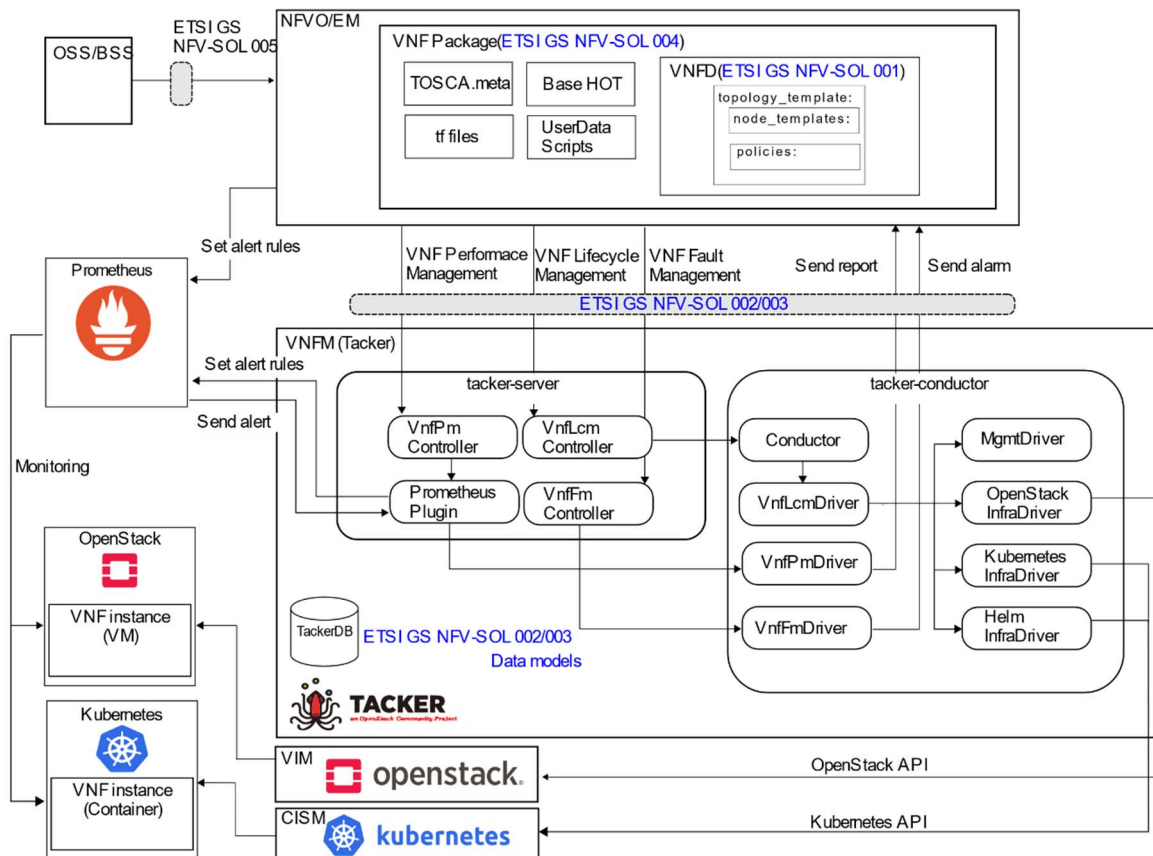 OSS/BSS
ETSI GS
NFV-SOL 005
NFVO/EM
VNF Package(ETSI GS NFV-SOL 004)
TOSCA.meta
Base HOT
tf files
UserData
Scripts
VNFD(ETSI GS NFV-SOL 001)
topology_template:
node_templates:
policies:
Set alert rules
Prometheus
VNF Performace
Management
VNF Lifecycle
Management
VNF Fault
Management
Send report
Send alarm
ETSI GS NFV-SOL 002/003
VNFM (Tacker)
Set alert rules
Send alert
Monitoring
tacker-server
VnfPm
Controller
VnfLcm
Controller
Prometheus
Plugin
VnfFm
Controller
tacker-conductor
Conductor
MgmtDriver
VnfLcmDriver
OpenStack
InfraDriver
VnfPmDriver
Kubernetes
InfraDriver
VnfFmDriver
Helm
InfraDriver
TackerDB
ETSI GS NFV-SOL 002/003
Data models
TACKER
an OpenStack Community Project
OpenStack
VNF instance
(VM)
Kubernetes
VNF instance
(Container)
VIM
openstack.
OpenStack API
CISM
kubernetes
Kubernetes API